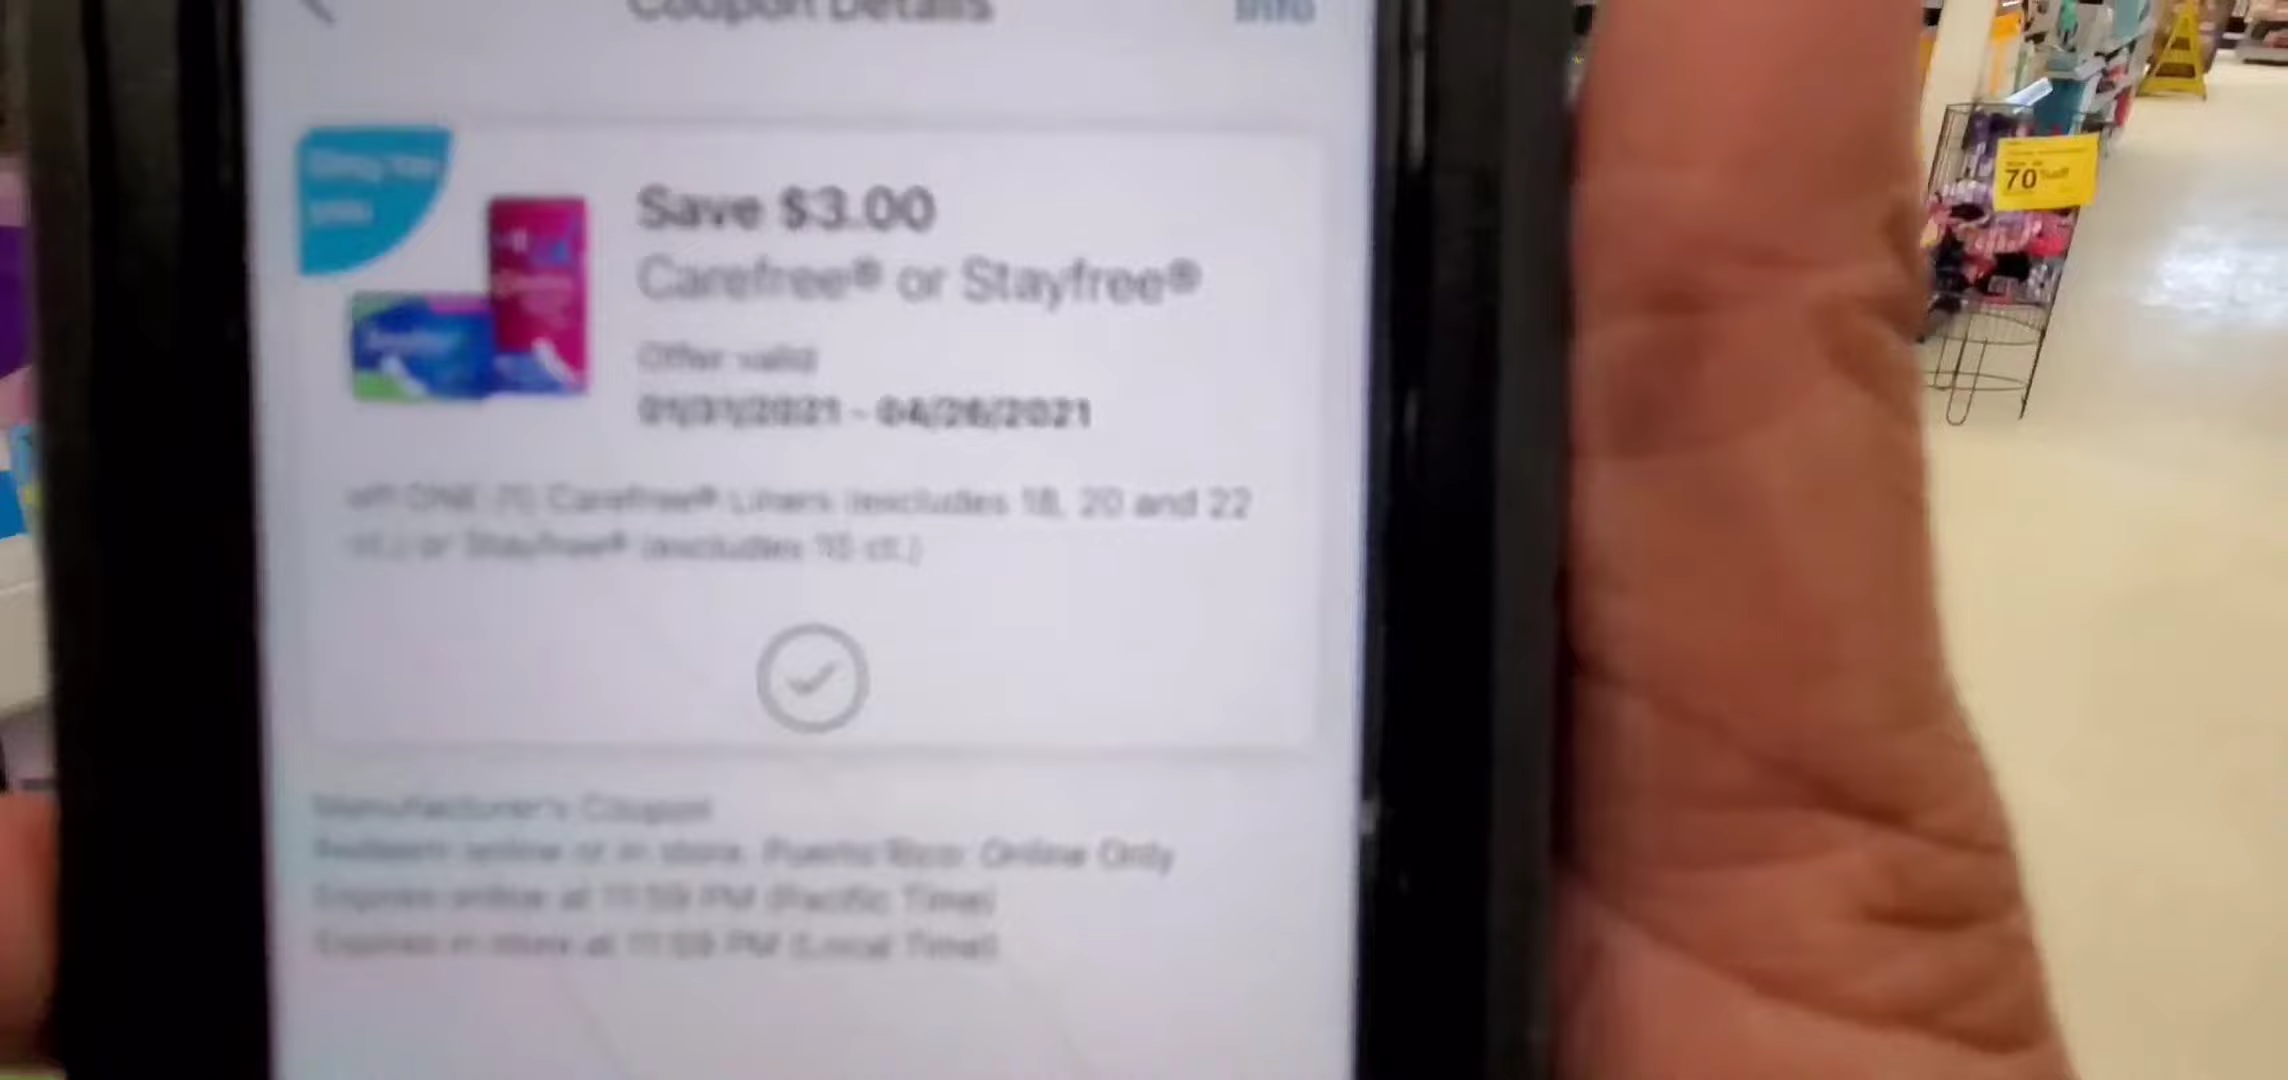 Coupon Details
Info
Save $3.00
Carefree® or Stayfree®
Offer valid
01/31/2021 - 04/26/2021
off ONE (1) Carefree® Liners (excludes 18, 20 and 22
ct.) or Stayfree® (excludes 10 ct.)
Manufacturer's Coupon
Redeem online or in store. Puerto Rico: Online Only
Expires online at 11:59 PM (Pacific Time)
Expires in store at 11:59 PM (Local Time)
70% off